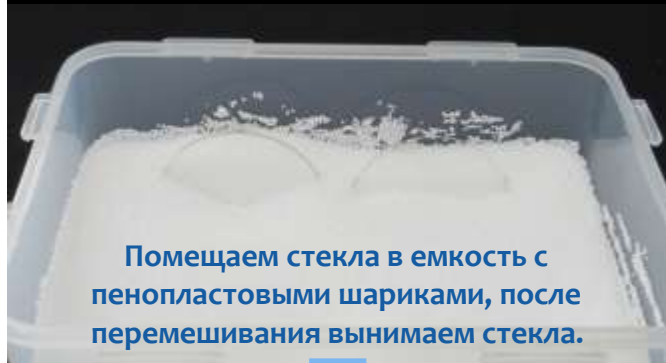 Помещаем стекла в емкость с
пенопластовыми шариками, после
перемешивания вынимаем стекла.